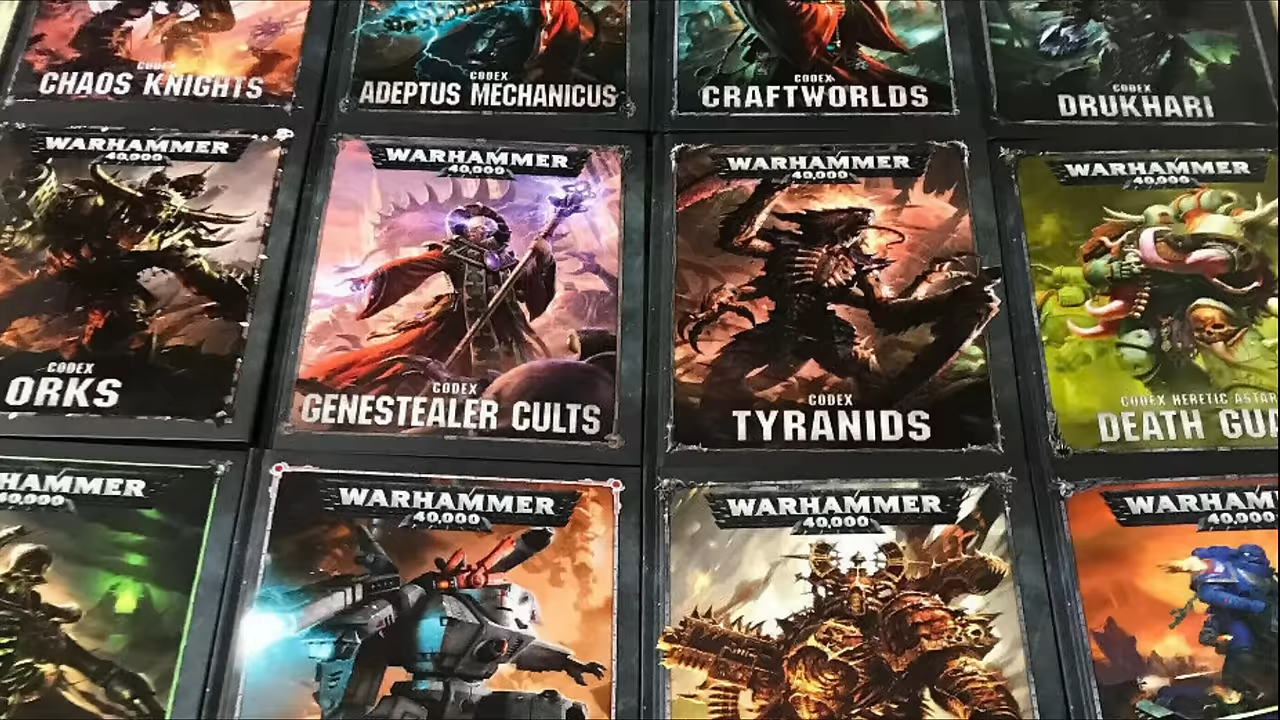 CODEX
CHAOS KNIGHTS
CODEX
ADEPTUS MECHANICUS
CODEX
CRAFTWORLDS
CODEX
DRUKHARI
WARHAMMER
40,000
CODEX
ORKS
WARHAMMER
40,000
CODEX
GENESTEALER CULTS
WARHAMMER
40,000
CODEX
TYRANIDS
WARHAMMER
40,000
CODEX HERETIC ASTAR
DEATH GUA
HAMMER
40,000
WARHAMMER
40,000
WARHAMMER
40,000
WARHAM
40,000